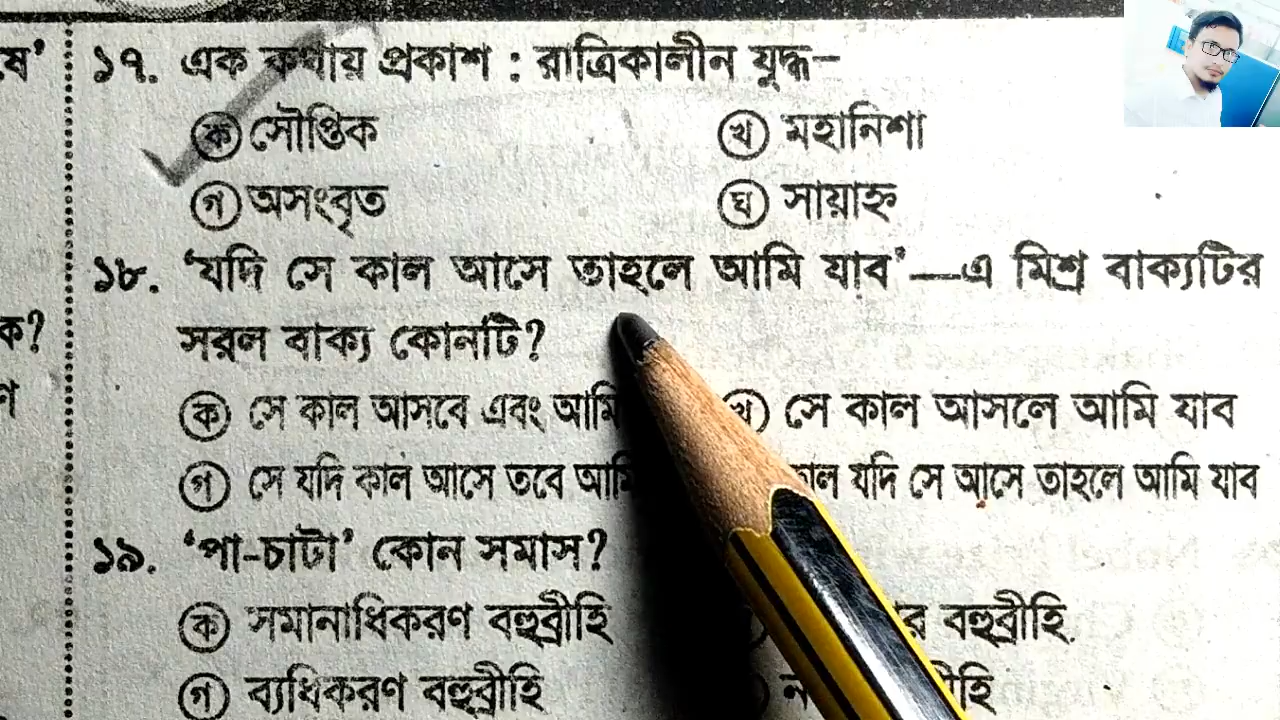 ষ’
১৭. এক কথায় প্রকাশ : রাত্রিকালীন যুদ্ধ–
ক সৌপ্তিক খ মহানিশা
গ অসংবৃত ঘ সায়াহ্ন
১৮. ‘যদি সে কাল আসে তাহলে আমি যাব’—এ মিশ্র বাক্যটির
ক? সরল বাক্য কোনটি?
ণ
ক সে কাল আসবে এবং আমি খ সে কাল আসলে আমি যাব
গ সে যদি কাল আসে তবে আমি যদি সে আসে তাহলে আমি যাব
১৯. ‘পা-চাটা’ কোন সমাস?
ক সমানাধিকরণ বহুব্রীহি বহুব্রীহি
গ ব্যধিকরণ বহুব্রীহি